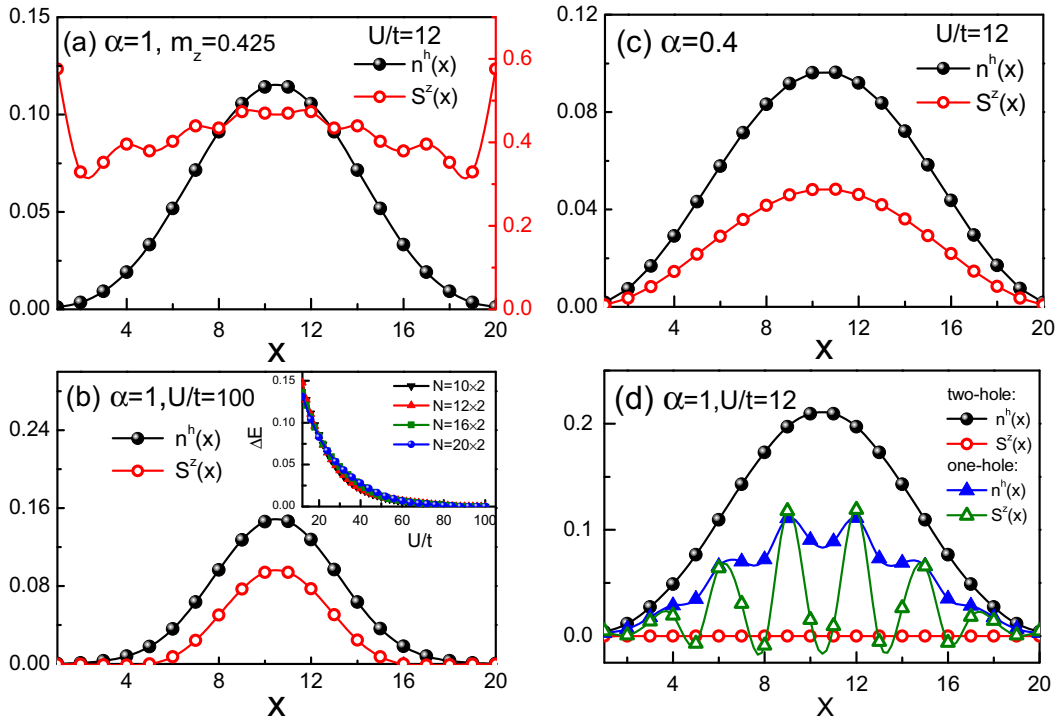 (a) α=1, m_z=0.425
U/t=12
n^h(x)
S^z(x)
0.15
0.10
0.05
0.00
0.6
0.4
0.2
0.0
4 8 12 16 20
X
(c) α=0.4
U/t=12
n^h(x)
S^z(x)
0.12
0.08
0.04
0.00
4 8 12 16 20
X
(b) α=1,U/t=100
n^h(x)
S^z(x)
0.24
0.16
0.08
0.00
4 8 12 16 20
X
N=10×2
N=12×2
N=16×2
N=20×2
ΔE
0.15
0.10
0.05
0.00
20 40 60 80 100
U/t
(d) α=1,U/t=12
two-hole:
n^h(x)
S^z(x)
one-hole:
n^h(x)
S^z(x)
0.2
0.1
0.0
4 8 12 16 20
X